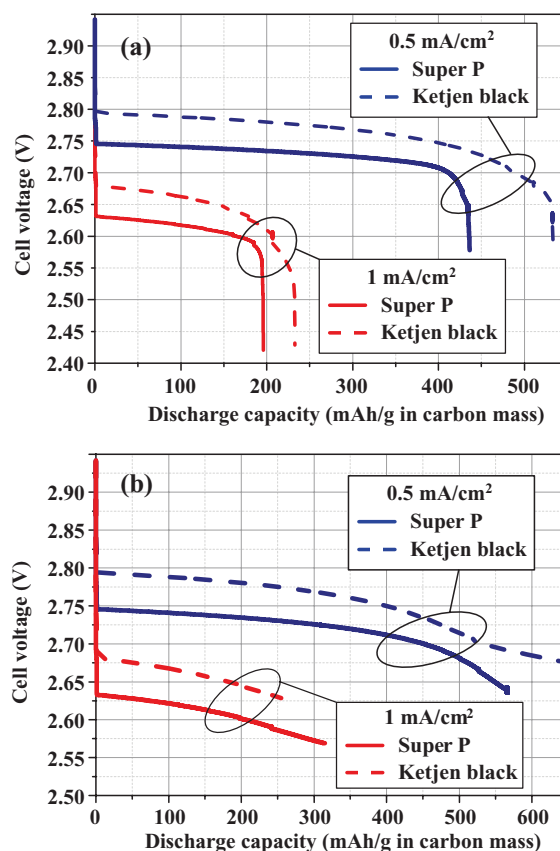 (a)
0.5 mA/cm²
Super P
Ketjen black
1 mA/cm²
Super P
Ketjen black
Cell voltage (V)
2.95
2.90
2.85
2.80
2.75
2.70
2.65
2.60
2.55
2.50
2.45
2.40
0
100
200
300
400
500
Discharge capacity (mAh/g in carbon mass)
(b)
0.5 mA/cm²
Super P
Ketjen black
1 mA/cm²
Super P
Ketjen black
Cell voltage (V)
2.90
2.85
2.80
2.75
2.70
2.65
2.60
2.55
2.50
0
100
200
300
400
500
600
Discharge capacity (mAh/g in carbon mass)